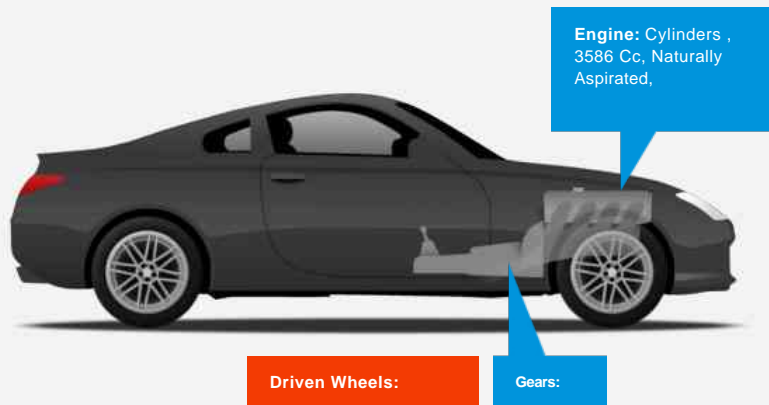 Engine: Cylinders ,
3586 Cc, Naturally
Aspirated,
Driven Wheels:
Gears: